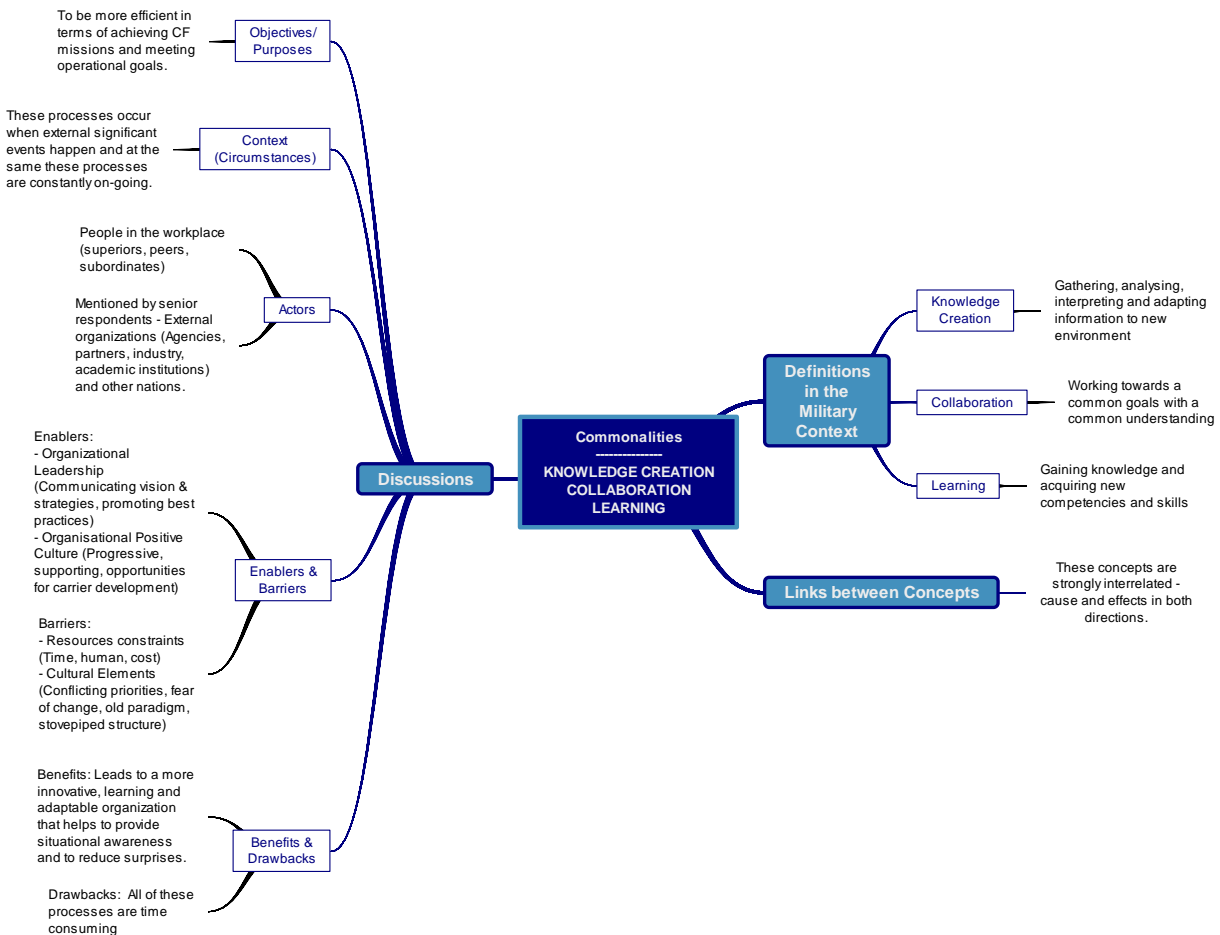 To be more efficient in
terms of achieving CF
missions and meeting
operational goals.
Objectives/
Purposes
These processes occur
when external significant
events happen and at the
same these processes
are constantly on-going.
Context
(Circumstances)
People in the workplace
(superiors, peers,
subordinates)
Mentioned by senior
respondents - External
organizations (Agencies,
partners, industry,
academic institutions)
and other nations.
Actors
Enablers:
- Organizational
Leadership
(Communicating vision &
strategies, promoting best
practices)
- Organisational Positive
Culture (Progressive,
supporting, opportunities
for carrier development)
Barriers:
- Resources constraints
(Time, human, cost)
- Cultural Elements
(Conflicting priorities, fear
of change, old paradigm,
stovepiped structure)
Enablers &
Barriers
Benefits: Leads to a more
innovative, learning and
adaptable organization
that helps to provide
situational awareness
and to reduce surprises.
Drawbacks: All of these
processes are time
consuming
Benefits &
Drawbacks
Discussions
Commonalities
---------------
KNOWLEDGE CREATION
COLLABORATION
LEARNING
Definitions
in the
Military
Context
Knowledge
Creation
Gathering, analysing,
interpreting and adapting
information to new
environment
Collaboration
Working towards a
common goals with a
common understanding
Learning
Gaining knowledge and
acquiring new
competencies and skills
Links between Concepts
These concepts are
strongly interrelated -
cause and effects in both
directions.